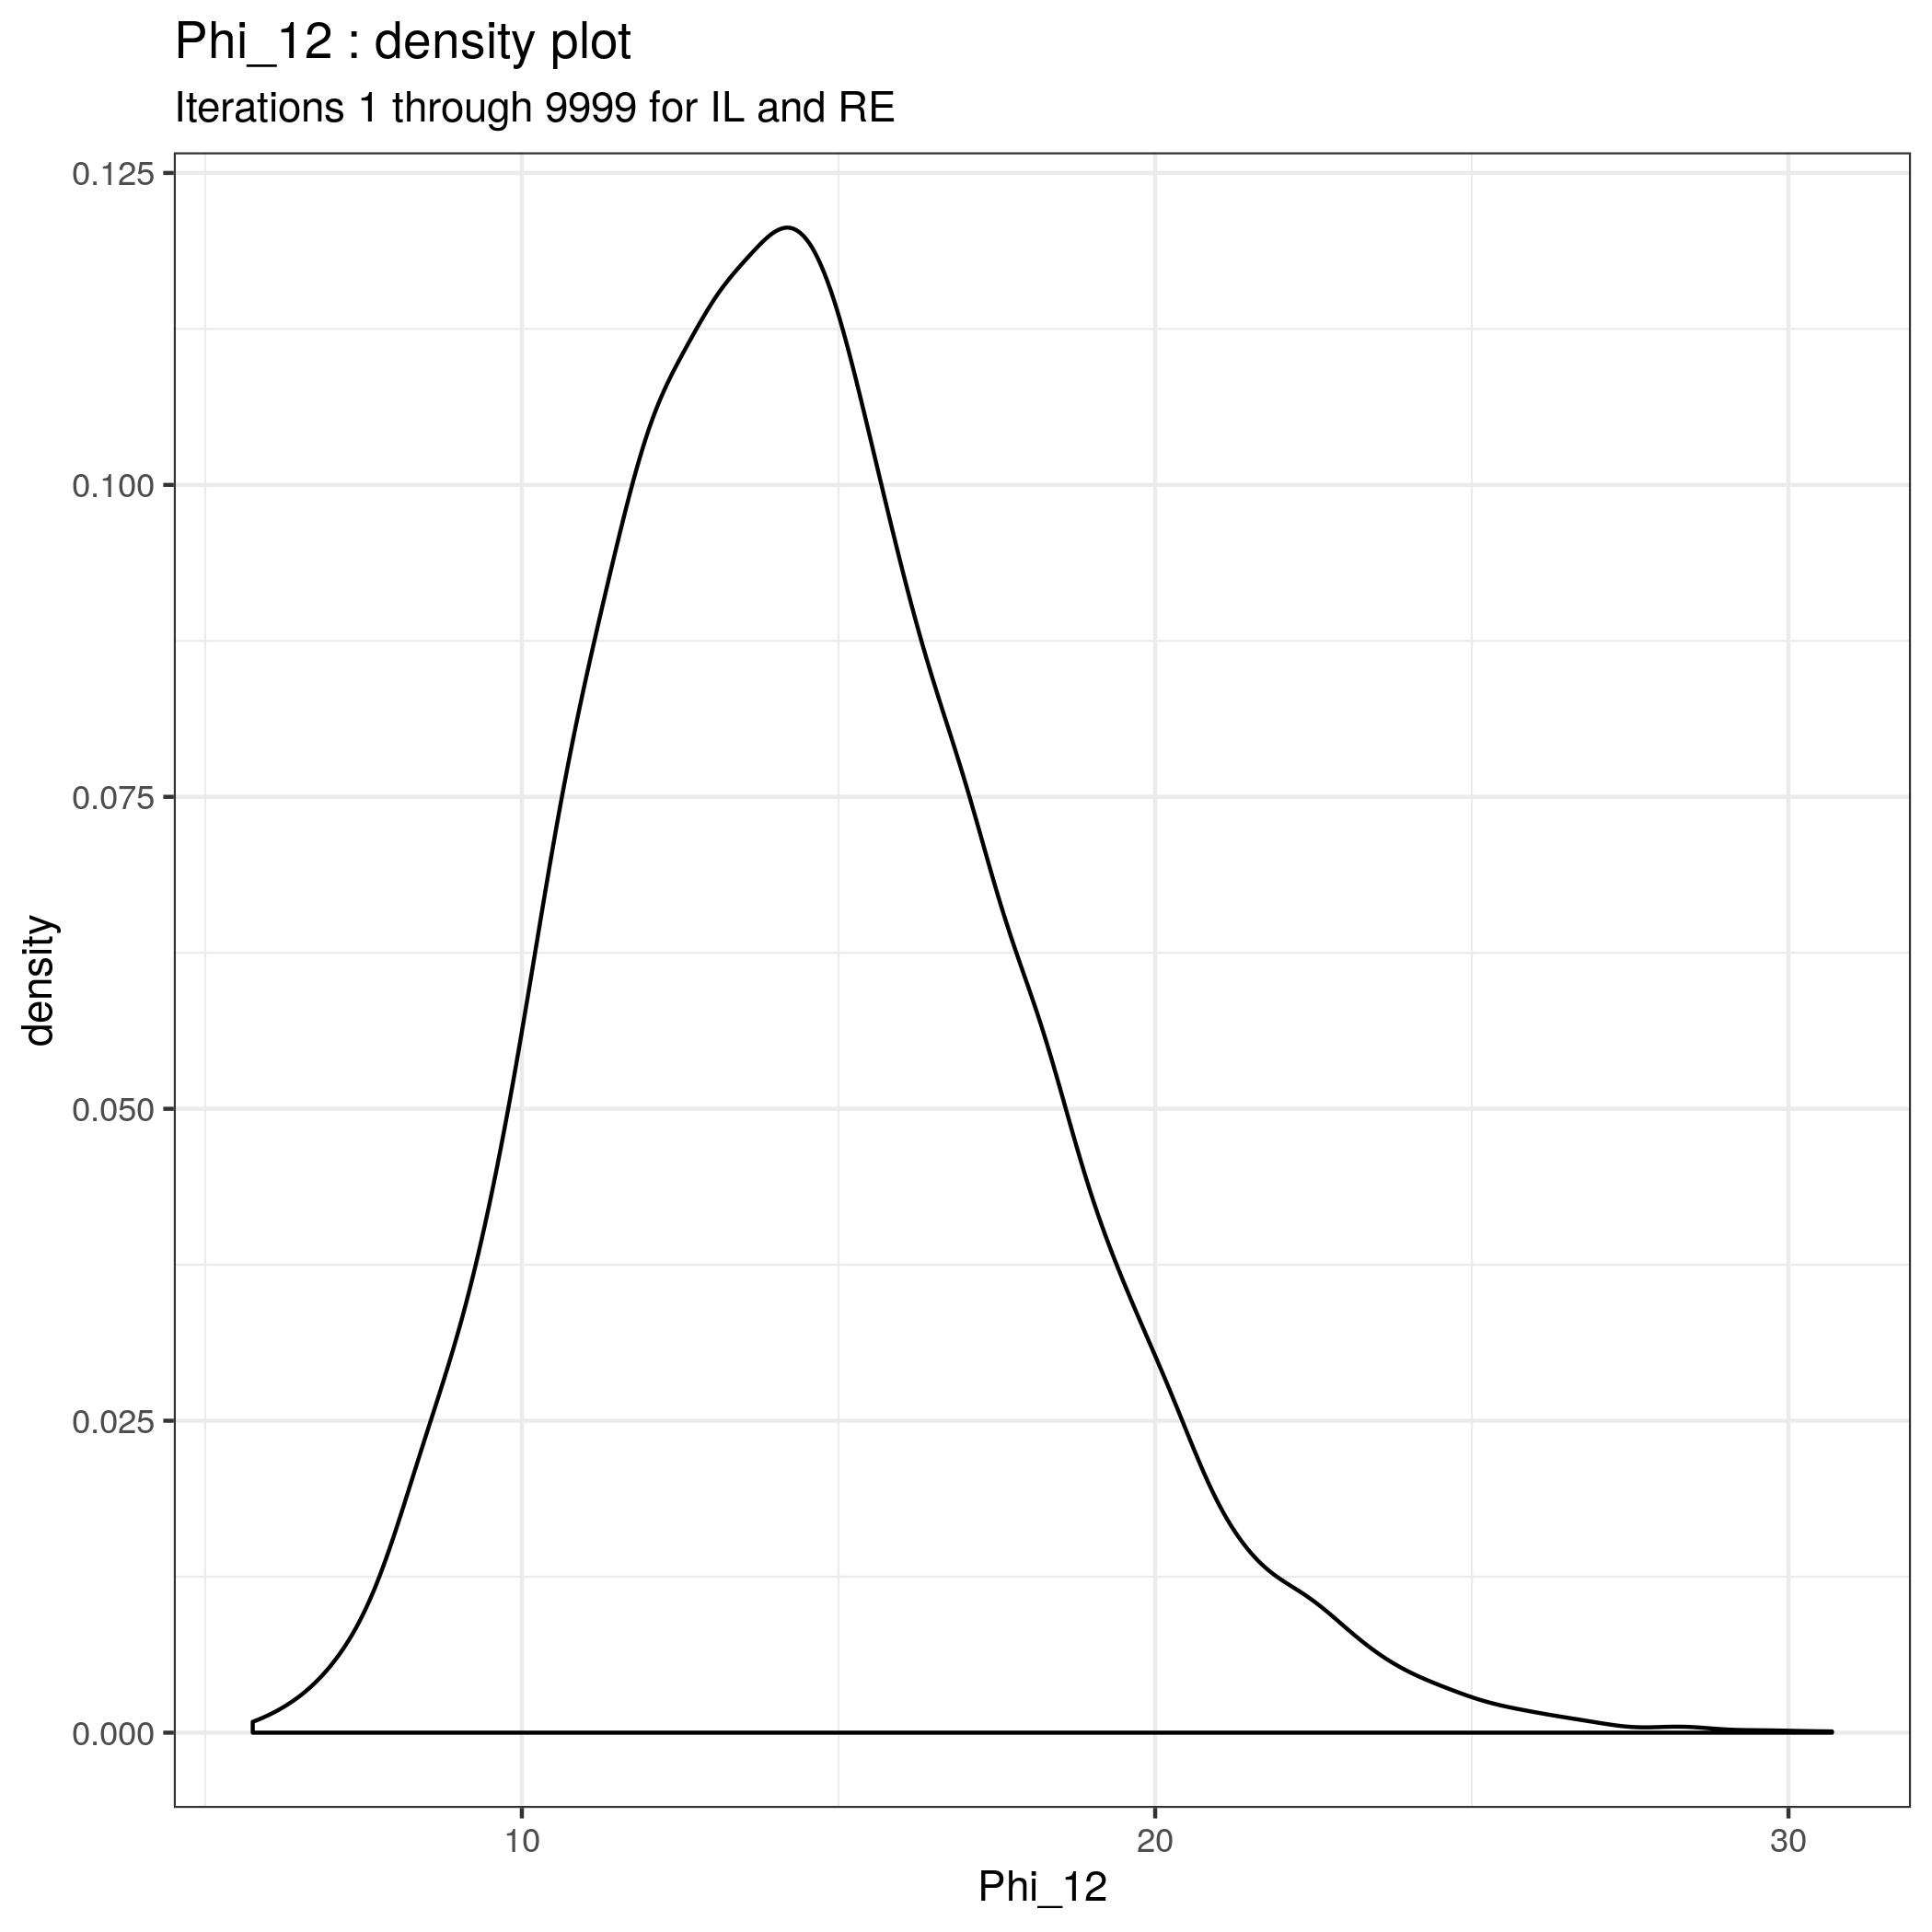 Phi_12 : density plot
Iterations 1 through 9999 for IL and RE
0.125
0.100
0.075
0.050
0.025
0.000
density
10
20
30
Phi_12